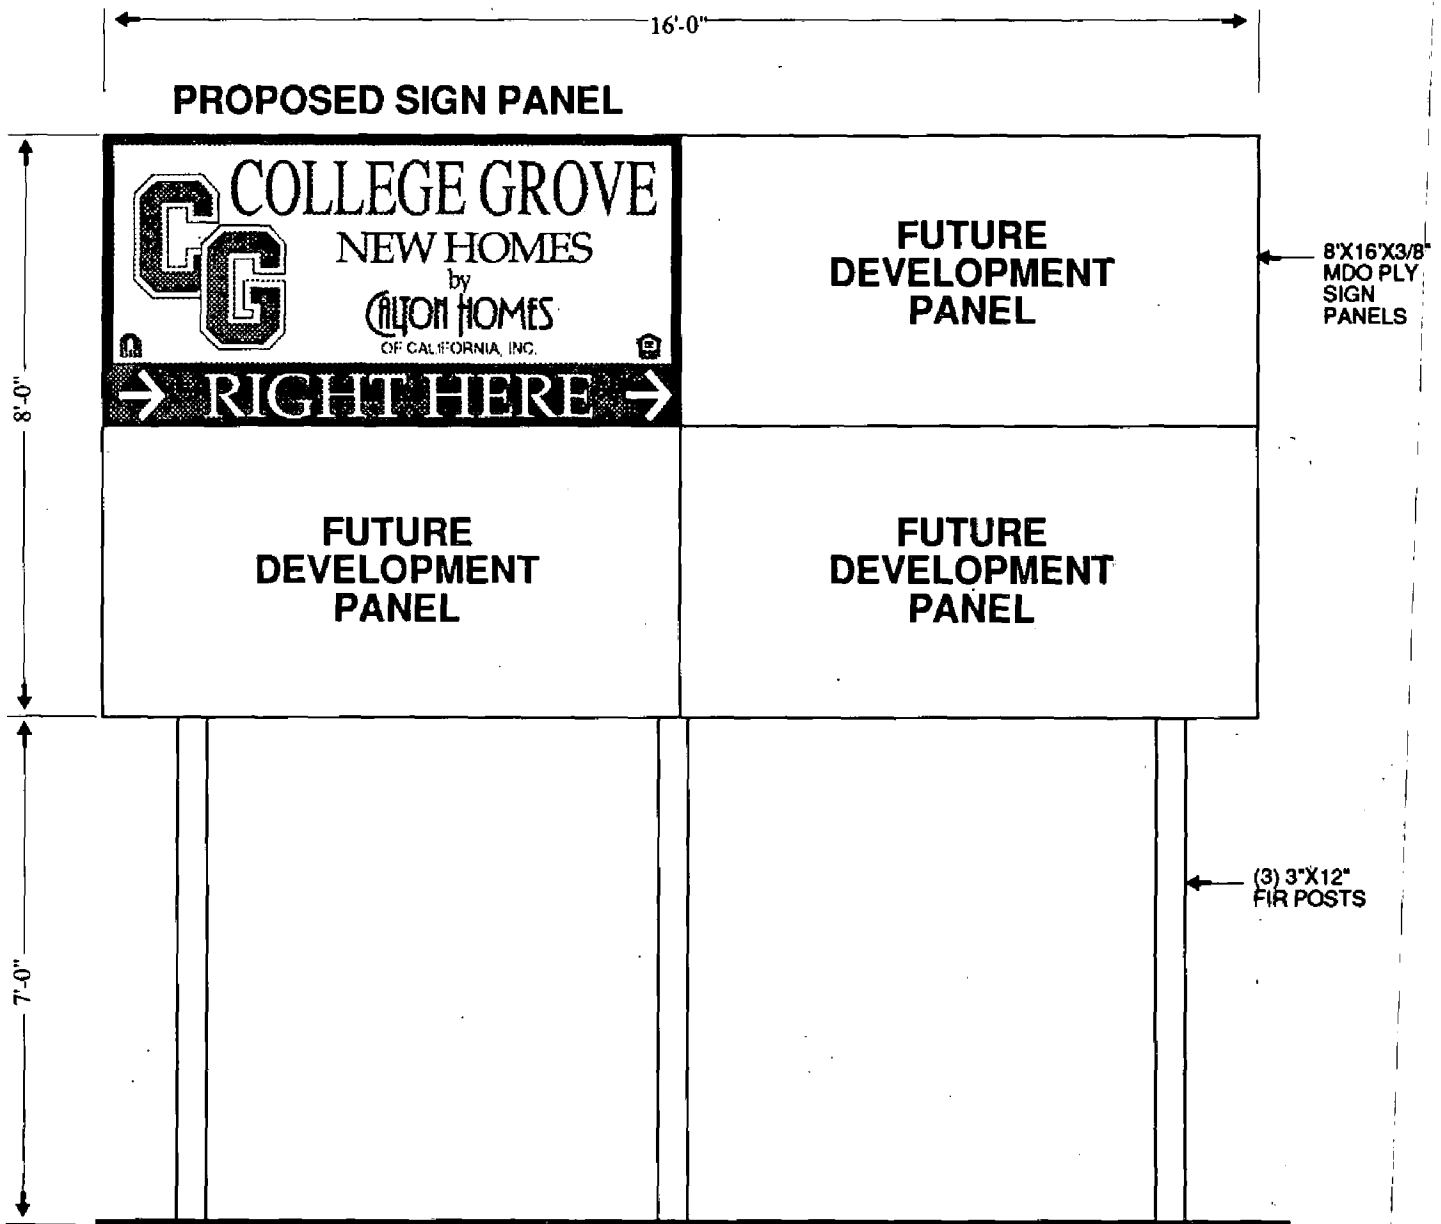 16'-0"
PROPOSED SIGN PANEL
CG
COLLEGE GROVE
NEW HOMES
by
CALTON HOMES
OF CALIFORNIA, INC.
→ RIGHT HERE →
FUTURE
DEVELOPMENT
PANEL
8'X16'X3/8"
MDO PLY
SIGN
PANELS
8'-0"
FUTURE
DEVELOPMENT
PANEL
FUTURE
DEVELOPMENT
PANEL
(3) 3"X12"
FIR POSTS
7'-0"